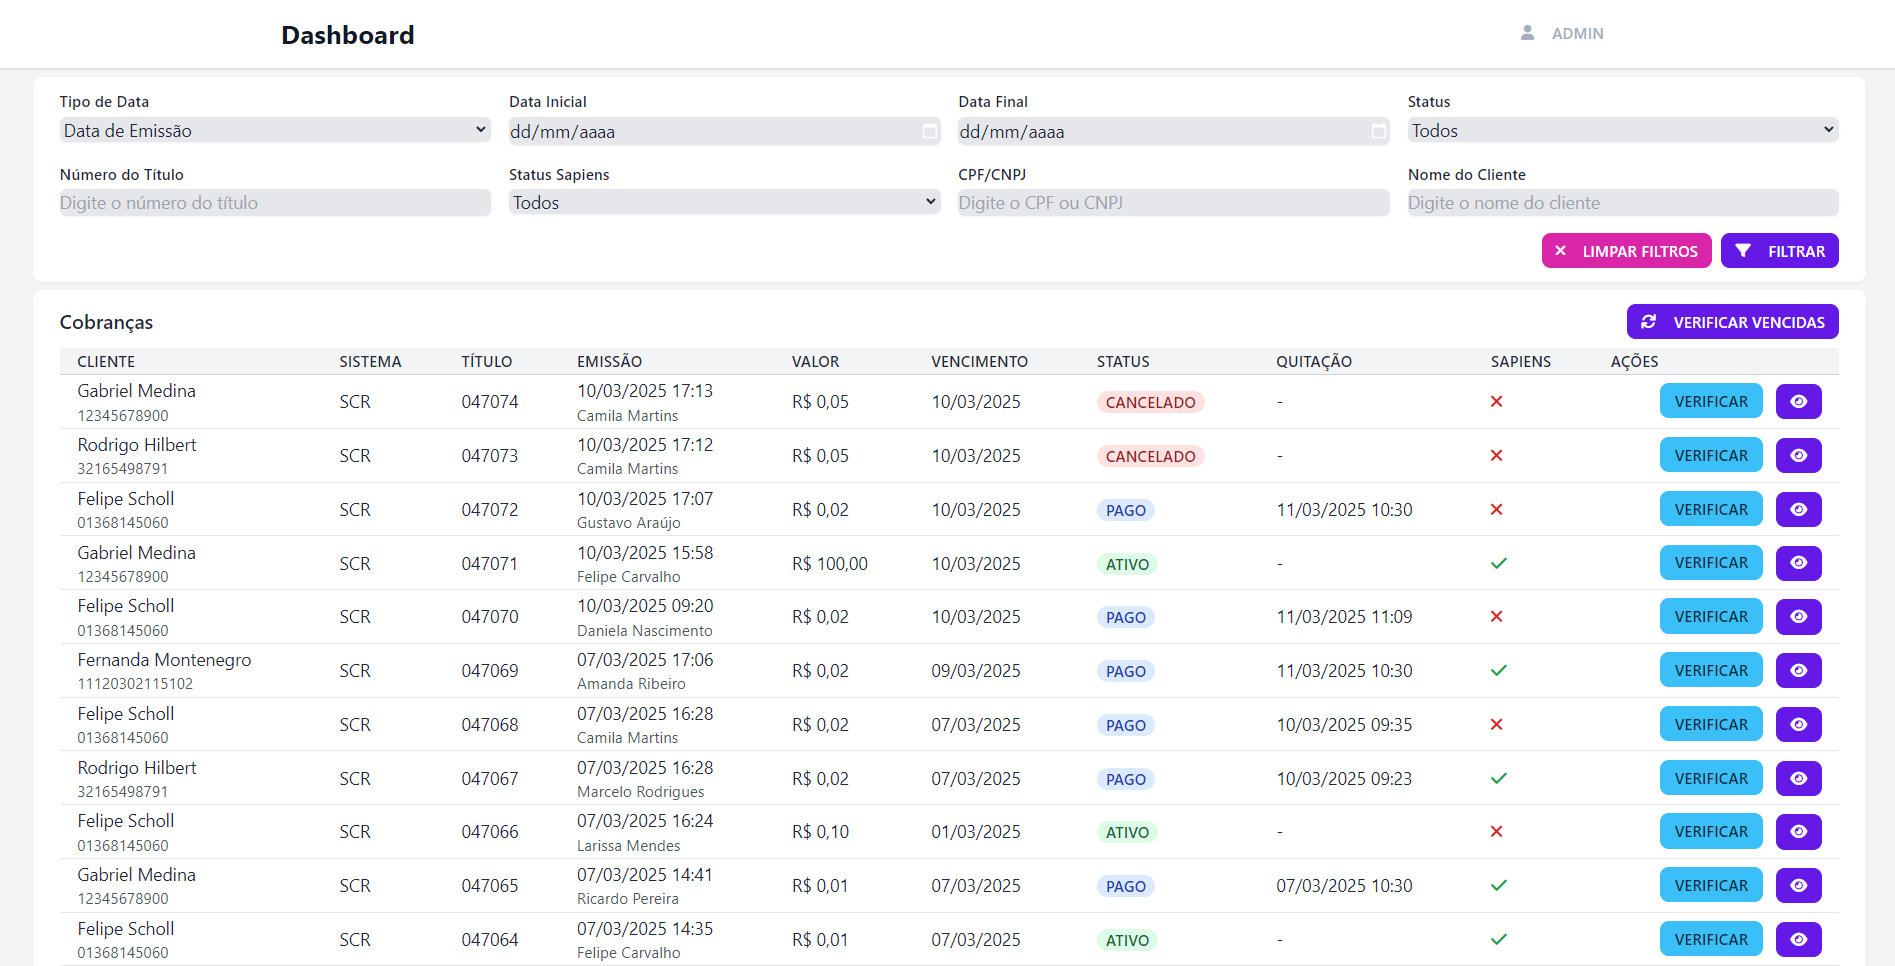 Dashboard
ADMIN
Tipo de Data Data Inicial Data Final Status
Data de Emissão dd/mm/aaaa dd/mm/aaaa Todos
Número do Título Status Sapiens CPF/CNPJ Nome do Cliente
Digite o número do título Todos Digite o CPF ou CNPJ Digite o nome do cliente
LIMPAR FILTROS FILTRAR
Cobranças VERIFICAR VENCIDAS
CLIENTE SISTEMA TÍTULO EMISSÃO VALOR VENCIMENTO STATUS QUITAÇÃO SAPIENS AÇÕES
Gabriel Medina 10/03/2025 17:13
SCR 047074 R$ 0,05 10/03/2025 CANCELADO - VERIFICAR
12345678900 Camila Martins
Rodrigo Hilbert 10/03/2025 17:12
SCR 047073 R$ 0,05 10/03/2025 CANCELADO - VERIFICAR
32165498791 Camila Martins
Felipe Scholl 10/03/2025 17:07
SCR 047072 R$ 0,02 10/03/2025 PAGO 11/03/2025 10:30 VERIFICAR
01368145060 Gustavo Araújo
Gabriel Medina 10/03/2025 15:58
SCR 047071 R$ 100,00 10/03/2025 ATIVO - VERIFICAR
12345678900 Felipe Carvalho
Felipe Scholl 10/03/2025 09:20
SCR 047070 R$ 0,02 10/03/2025 PAGO 11/03/2025 11:09 VERIFICAR
01368145060 Daniela Nascimento
Fernanda Montenegro 07/03/2025 17:06
SCR 047069 R$ 0,02 09/03/2025 PAGO 11/03/2025 10:30 VERIFICAR
11120302115102 Amanda Ribeiro
Felipe Scholl 07/03/2025 16:28
SCR 047068 R$ 0,02 07/03/2025 PAGO 10/03/2025 09:35 VERIFICAR
01368145060 Camila Martins
Rodrigo Hilbert 07/03/2025 16:28
SCR 047067 R$ 0,02 07/03/2025 PAGO 10/03/2025 09:23 VERIFICAR
32165498791 Marcelo Rodrigues
Felipe Scholl 07/03/2025 16:24
SCR 047066 R$ 0,10 01/03/2025 ATIVO - VERIFICAR
01368145060 Larissa Mendes
Gabriel Medina 07/03/2025 14:41
SCR 047065 R$ 0,01 07/03/2025 PAGO 07/03/2025 10:30 VERIFICAR
12345678900 Ricardo Pereira
Felipe Scholl 07/03/2025 14:35
SCR 047064 R$ 0,01 07/03/2025 ATIVO - VERIFICAR
01368145060 Felipe Carvalho